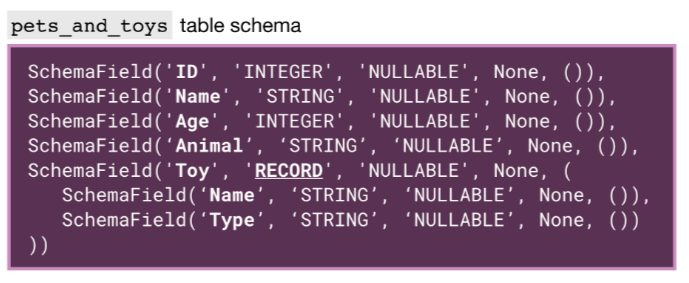 pets_and_toys table schema
SchemaField('ID', 'INTEGER', 'NULLABLE', None, ()),
SchemaField('Name', 'STRING', 'NULLABLE', None, ()),
SchemaField('Age', 'INTEGER', 'NULLABLE', None, ()),
SchemaField('Animal', ‘STRING’, ‘NULLABLE’, None, ()),
SchemaField('Toy', 'RECORD', 'NULLABLE', None, (
SchemaField(‘Name’, ‘STRING’, ‘NULLABLE’, None, ()),
SchemaField(‘Type’, ‘STRING’, ‘NULLABLE’, None, ())
))